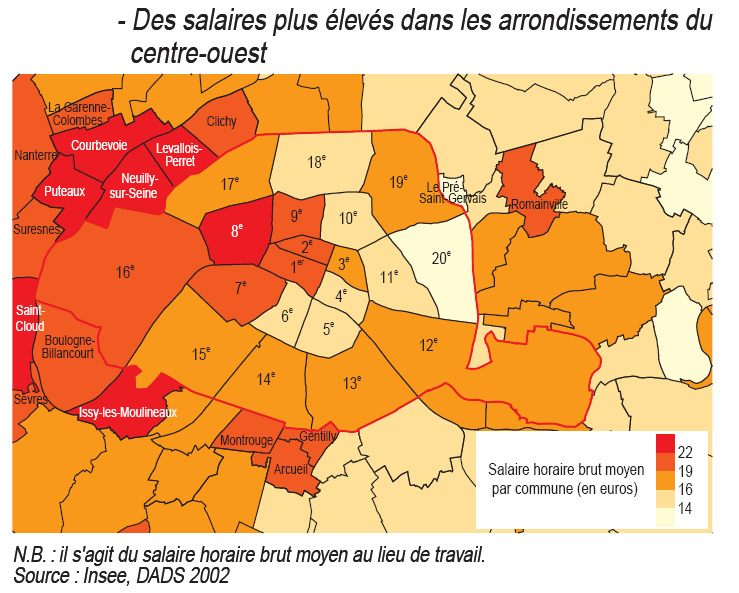 - Des salaires plus élevés dans les arrondissements du
centre-ouest
La Garenne-
Colombes
Clichy
Courbevoie
Levallois-
Perret
Nanterre
Neuilly-
sur-Seine
Puteaux
18e
17e
19e
Le Pré-
Saint-Gervais
Romainville
Suresnes
8e
9e
10e
2e
20e
16e
1er
3e
11e
7e
4e
Saint-
Cloud
6e
5e
Boulogne-
Billancourt
15e
12e
14e
13e
Sèvres
Issy-les-Moulineaux
Montrouge
Gentilly
Arcueil
Salaire horaire brut moyen
par commune (en euros)
22
19
16
14
N.B. : il s'agit du salaire horaire brut moyen au lieu de travail.
Source : Insee, DADS 2002